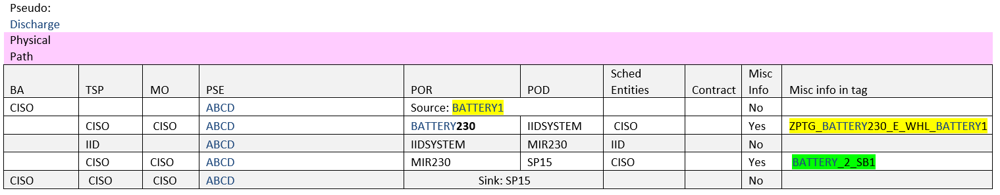 Pseudo:
Discharge
Physical
Path
BA TSP MO PSE POR POD Sched Entities Contract Misc Info Misc info in tag
CISO ABCD Source: BATTERY1 No
CISO CISO ABCD BATTERY230 IIDSYSTEM CISO Yes ZPTG_BATTERY230_E_WHL_BATTERY1
IID ABCD IIDSYSTEM MIR230 IID No
CISO CISO ABCD MIR230 SP15 CISO Yes BATTERY_2_SB1
CISO CISO CISO ABCD Sink: SP15 No